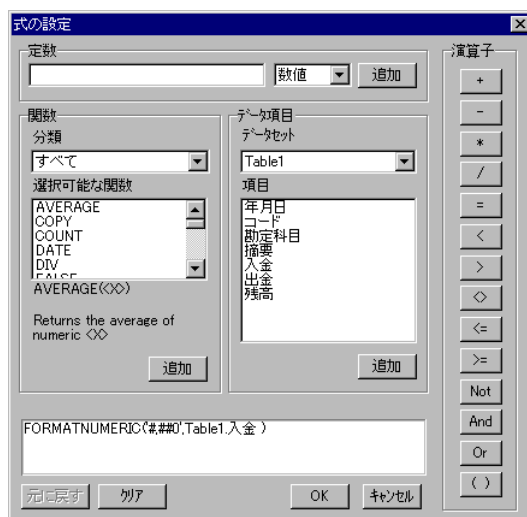 式の設定
定数
数値
追加
関数
分類
すべて
選択可能な関数
AVERAGE
COPY
COUNT
DATE
DIV
FALSE
AVERAGE(<X>)
Returns the average of
numeric <X>
追加
ﾃﾞｰﾀ項目
ﾃﾞｰﾀｾｯﾄ
Table1
項目
年月日
コード
勘定科目
摘要
入金
出金
残高
追加
演算子
+
-
*
/
=
<
>
<>
<=
>=
Not
And
Or
( )
FORMATNUMERIC('#,##0',Table1.入金 )
元に戻す
ｸﾘｱ
OK
ｷｬﾝｾﾙ